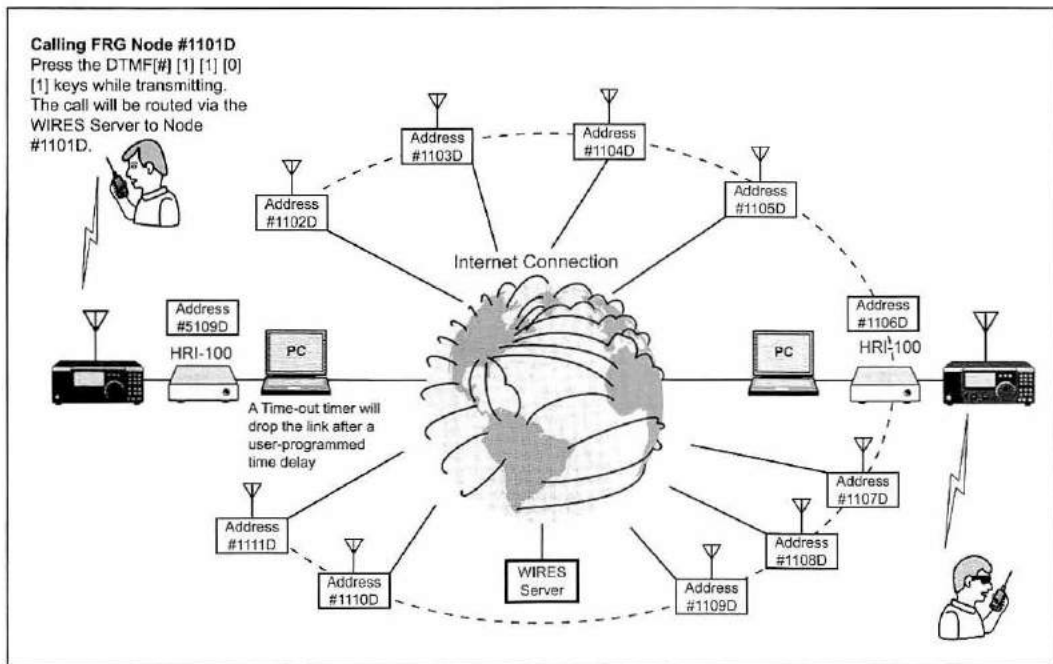 Calling FRG Node #1101D
Press the DTMF[#] [1] [1] [0]
[1] keys while transmitting.
The call will be routed via the
WIRES Server to Node
#1101D.
Address
#1102D
Address
#1103D
Address
#1104D
Address
#1105D
Internet Connection
Address
#5109D
HRI-100
PC
A Time-out timer will
drop the link after a
user-programmed
time delay
PC
Address
#1106D
HRI-100
Address
#1107D
Address
#1108D
Address
#1109D
WIRES
Server
Address
#1110D
Address
#1111D